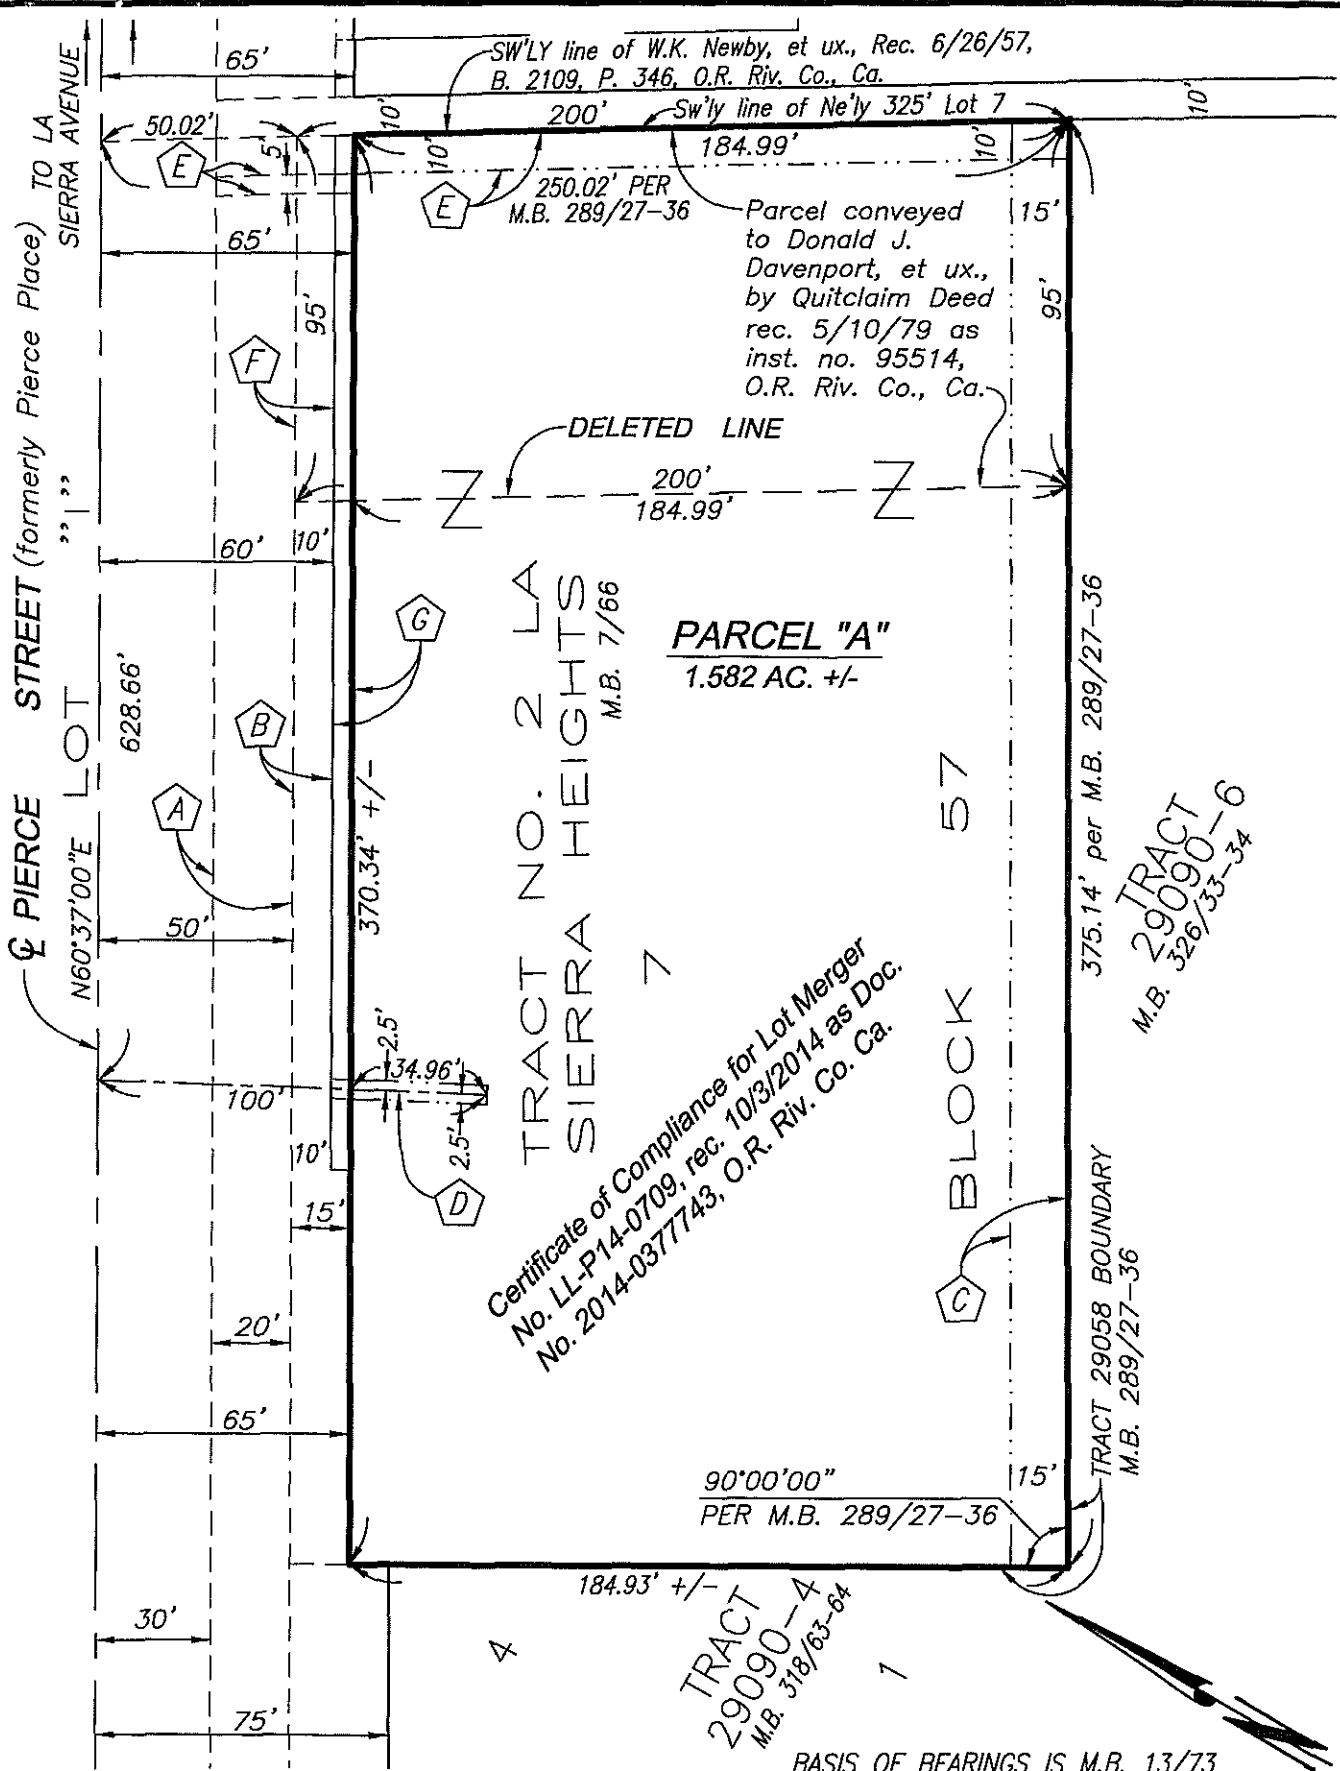 65'
SW'LY line of W.K. Newby, et ux., Rec. 6/26/57,
B. 2109, P. 346, O.R. Riv. Co., Ca.
10'
200'
Sw'ly line of Ne'ly 325' Lot 7
10'
50.02'
5'
10'
184.99'
10'
E
E
250.02' PER
M.B. 289/27-36
65'
Parcel conveyed
to Donald J.
Davenport, et ux.,
by Quitclaim Deed
rec. 5/10/79 as
inst. no. 95514,
O.R. Riv. Co., Ca.
15'
95'
95'
F
DELETED LINE
Z
200'
184.99'
Z
60'
10'
℄ PIERCE STREET (formerly Pierce Place) TO LA
SIERRA AVENUE
LOT ,,1,,
N60°37'00"E
628.66'
G
B
A
370.34' +/-
TRACT NO. 2 LA
SIERRA HEIGHTS
M.B. 7/66
PARCEL "A"
1.582 AC. +/-
7
BLOCK 57
375.14' per M.B. 289/27-36
TRACT
29090-6
M.B. 326/33-34
50'
2.5'
34.96'
100'
2.5'
10'
D
15'
Certificate of Compliance for Lot Merger
No. LL-P14-0709, rec. 10/3/2014 as Doc.
No. 2014-0377743, O.R. Riv. Co. Ca.
C
TRACT 29058 BOUNDARY
M.B. 289/27-36
20'
65'
90°00'00"
PER M.B. 289/27-36
15'
184.93' +/-
30'
4
TRACT
29090-4
M.B. 318/63-64
1
75'
BASIS OF BEARINGS IS M.B. 13/73